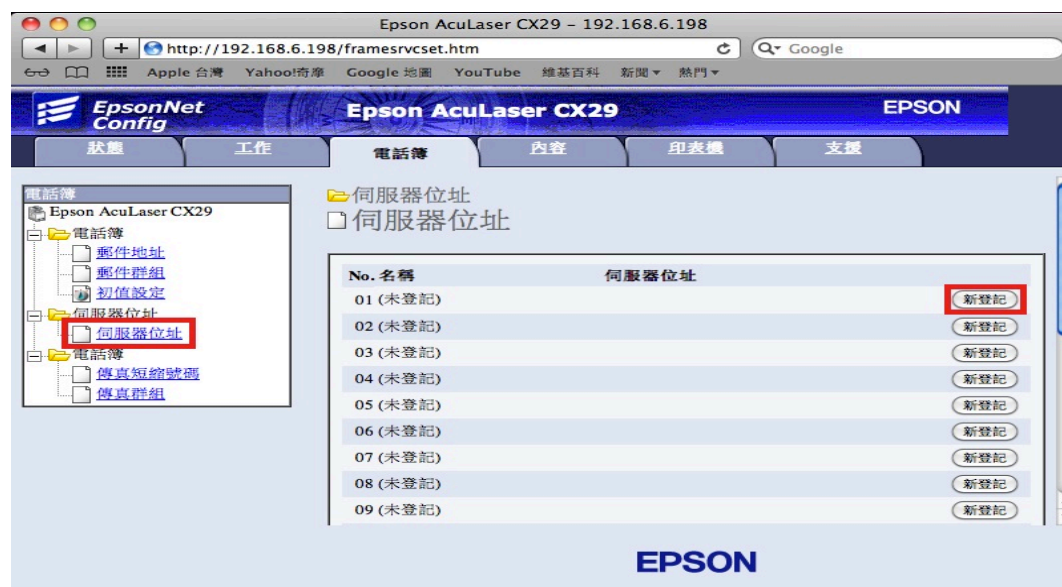 Epson AcuLaser CX29 – 192.168.6.198
http://192.168.6.198/framesrvcset.htm
Google
Apple 台灣 Yahoo!奇摩 Google 地圖 YouTube 維基百科 新聞 熱門
EpsonNet
Config
Epson AcuLaser CX29
EPSON
狀態 工作 電話簿 內容 印表機 支援
電話簿
Epson AcuLaser CX29
電話簿
郵件地址
郵件群組
初值設定
伺服器位址
伺服器位址
電話簿
傳真短縮號碼
傳真群組
伺服器位址
伺服器位址
No. 名稱 伺服器位址
01 (未登記) 新登記
02 (未登記) 新登記
03 (未登記) 新登記
04 (未登記) 新登記
05 (未登記) 新登記
06 (未登記) 新登記
07 (未登記) 新登記
08 (未登記) 新登記
09 (未登記) 新登記
EPSON